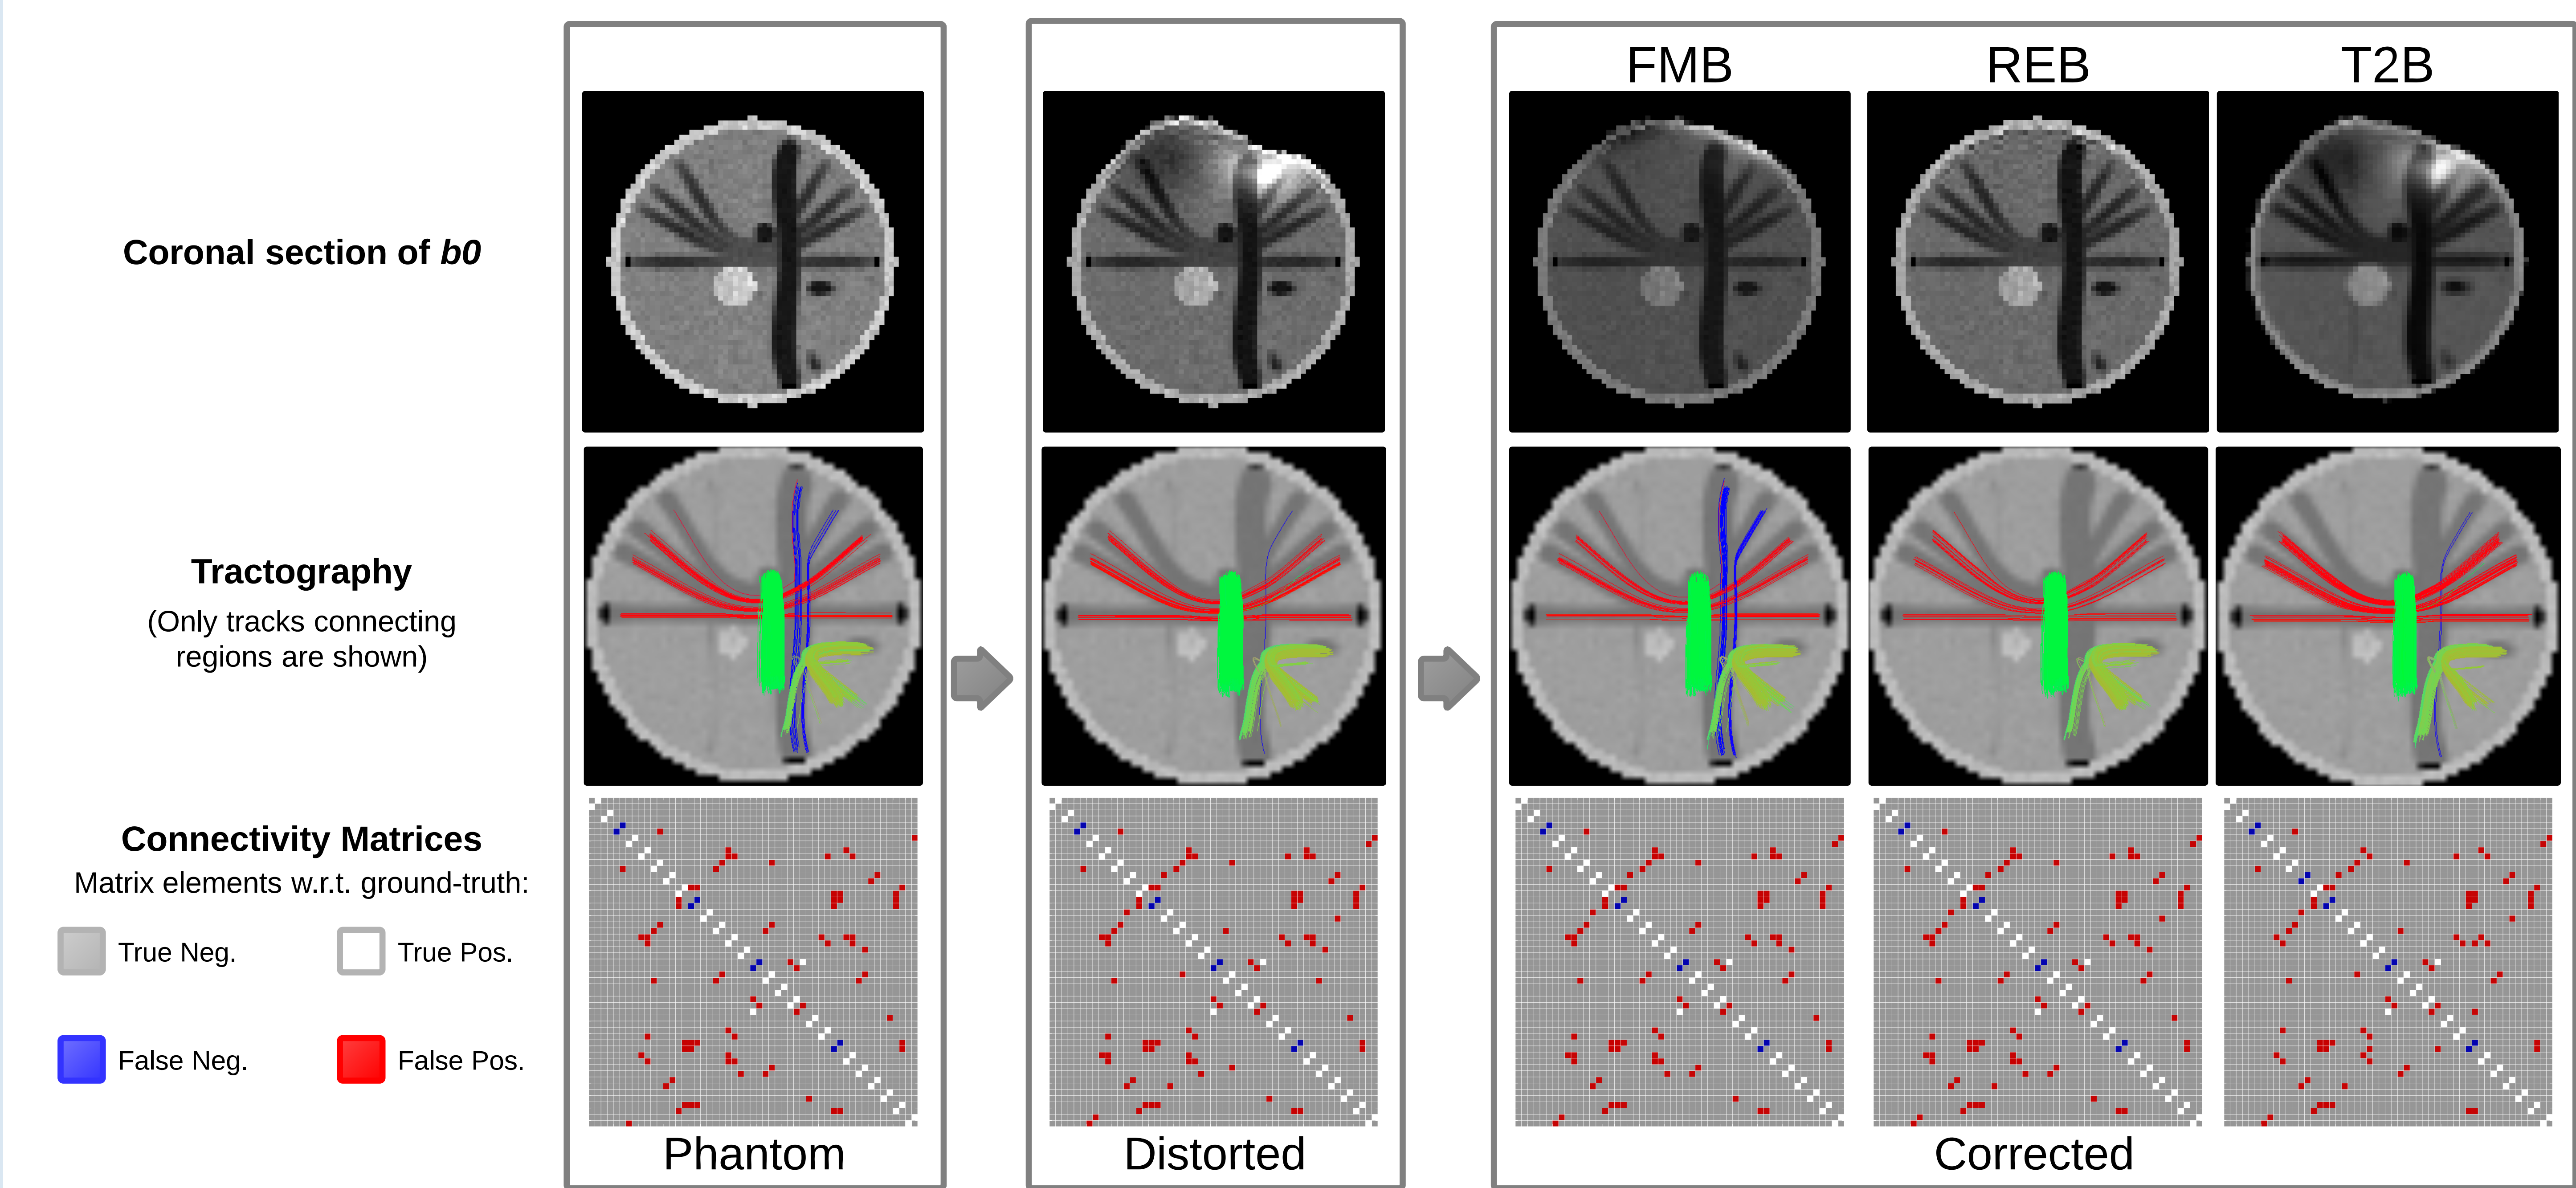 FMB
REB
T2B
Coronal section of b0
Tractography
(Only tracks connecting
regions are shown)
Connectivity Matrices
Matrix elements w.r.t. ground-truth:
True Neg.
True Pos.
False Neg.
False Pos.
Phantom
Distorted
Corrected